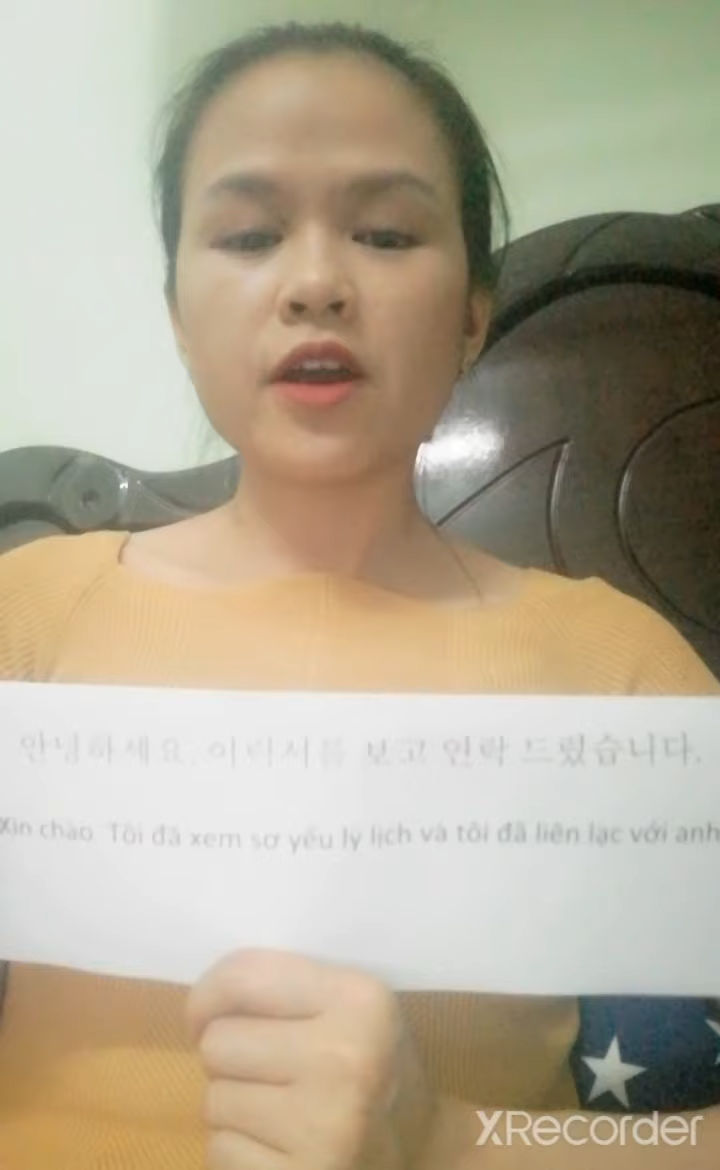 안녕하세요. 이력서를 보고 연락 드렸습니다.
Xin chào Tôi đã xem sơ yếu lý lịch và tôi đã liên lạc với anh
XRecorder